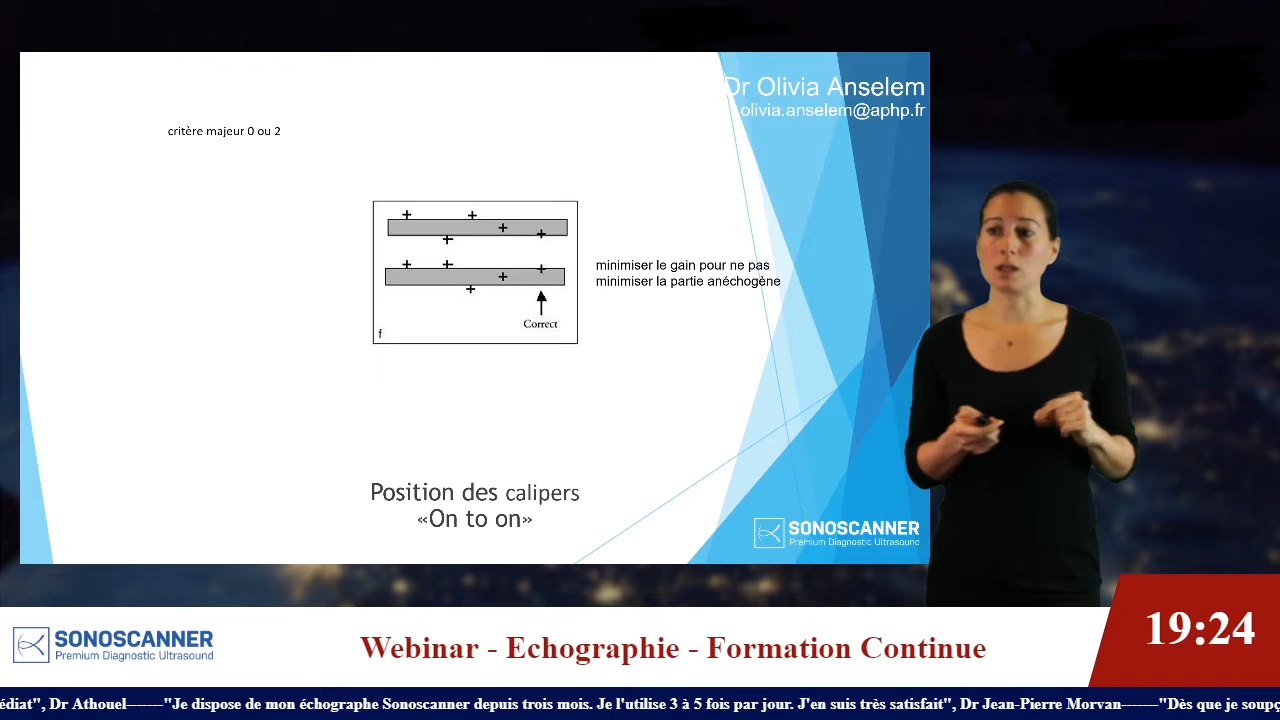 Dr Olivia Anselem
olivia.anselem@aphp.fr
critère majeur 0 ou 2
minimiser le gain pour ne pas
minimiser la partie anéchogène
Correct
f
Position des calipers
«On to on»
SONOSCANNER
Premium Diagnostic Ultrasound
SONOSCANNER
Premium Diagnostic Ultrasound
Webinar - Echographie - Formation Continue
19:24
édiat", Dr Athouel-------"Je dispose de mon échographe Sonoscanner depuis trois mois. Je l'utilise 3 à 5 fois par jour. J'en suis très satisfait", Dr Jean-Pierre Morvan-------"Dès que je soupç